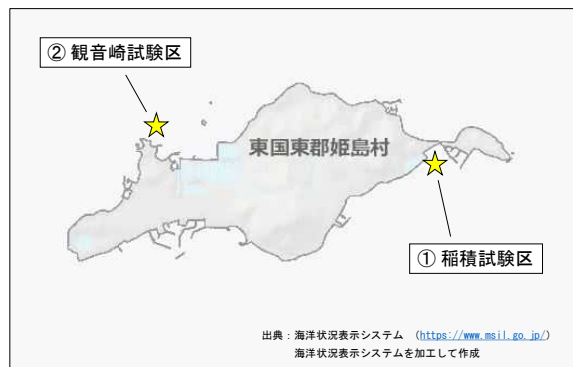 ② 観音崎試験区
東国東郡姫島村
① 稲積試験区
出典：海洋状況表示システム （https://www.msil.go.jp/）
海洋状況表示システムを加工して作成